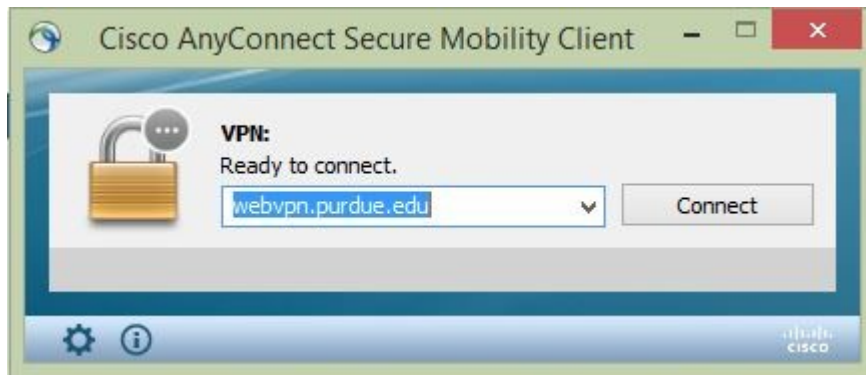 Cisco AnyConnect Secure Mobility Client
VPN:
Ready to connect.
webvpn.purdue.edu
Connect
CISCO